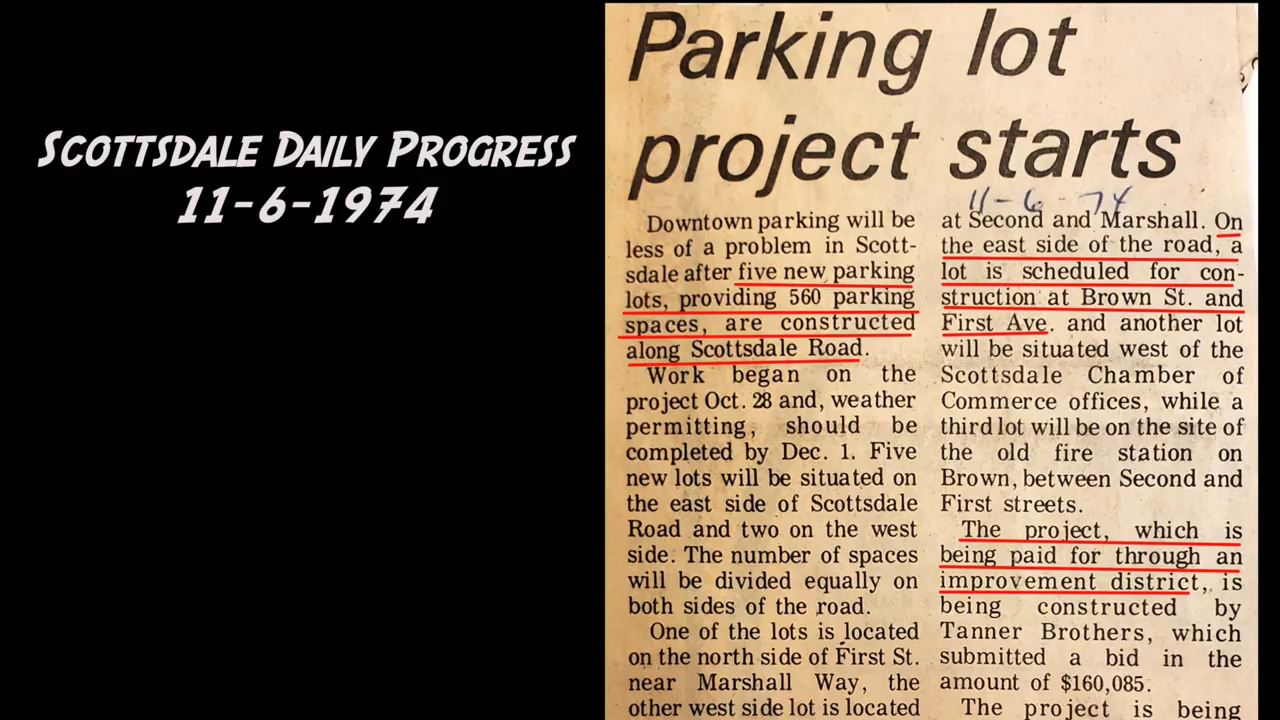 SCOTTSDALE DAILY PROGRESS
11-6-1974
Parking lot
project starts
11-6-74
Downtown parking will be
less of a problem in Scott-
sdale after five new parking
lots, providing 560 parking
spaces, are constructed
along Scottsdale Road.
Work began on the
project Oct. 28 and, weather
permitting, should be
completed by Dec. 1. Five
new lots will be situated on
the east side of Scottsdale
Road and two on the west
side. The number of spaces
will be divided equally on
both sides of the road.
One of the lots is located
on the north side of First St.
near Marshall Way, the
other west side lot is located
at Second and Marshall. On
the east side of the road, a
lot is scheduled for con-
struction at Brown St. and
First Ave. and another lot
will be situated west of the
Scottsdale Chamber of
Commerce offices, while a
third lot will be on the site of
the old fire station on
Brown, between Second and
First streets.
The project, which is
being paid for through an
improvement district, is
being constructed by
Tanner Brothers, which
submitted a bid in the
amount of $160,085.
The project is being